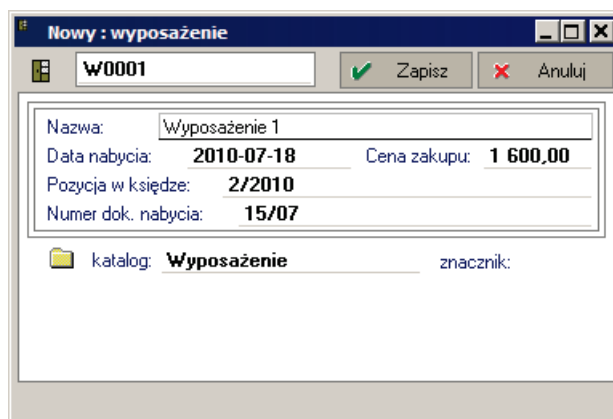 Nowy : wyposażenie
W0001 Zapisz Anuluj
Nazwa: Wyposażenie 1
Data nabycia: 2010-07-18 Cena zakupu: 1 600,00
Pozycja w księdze: 2/2010
Numer dok. nabycia: 15/07
katalog: Wyposażenie znacznik: